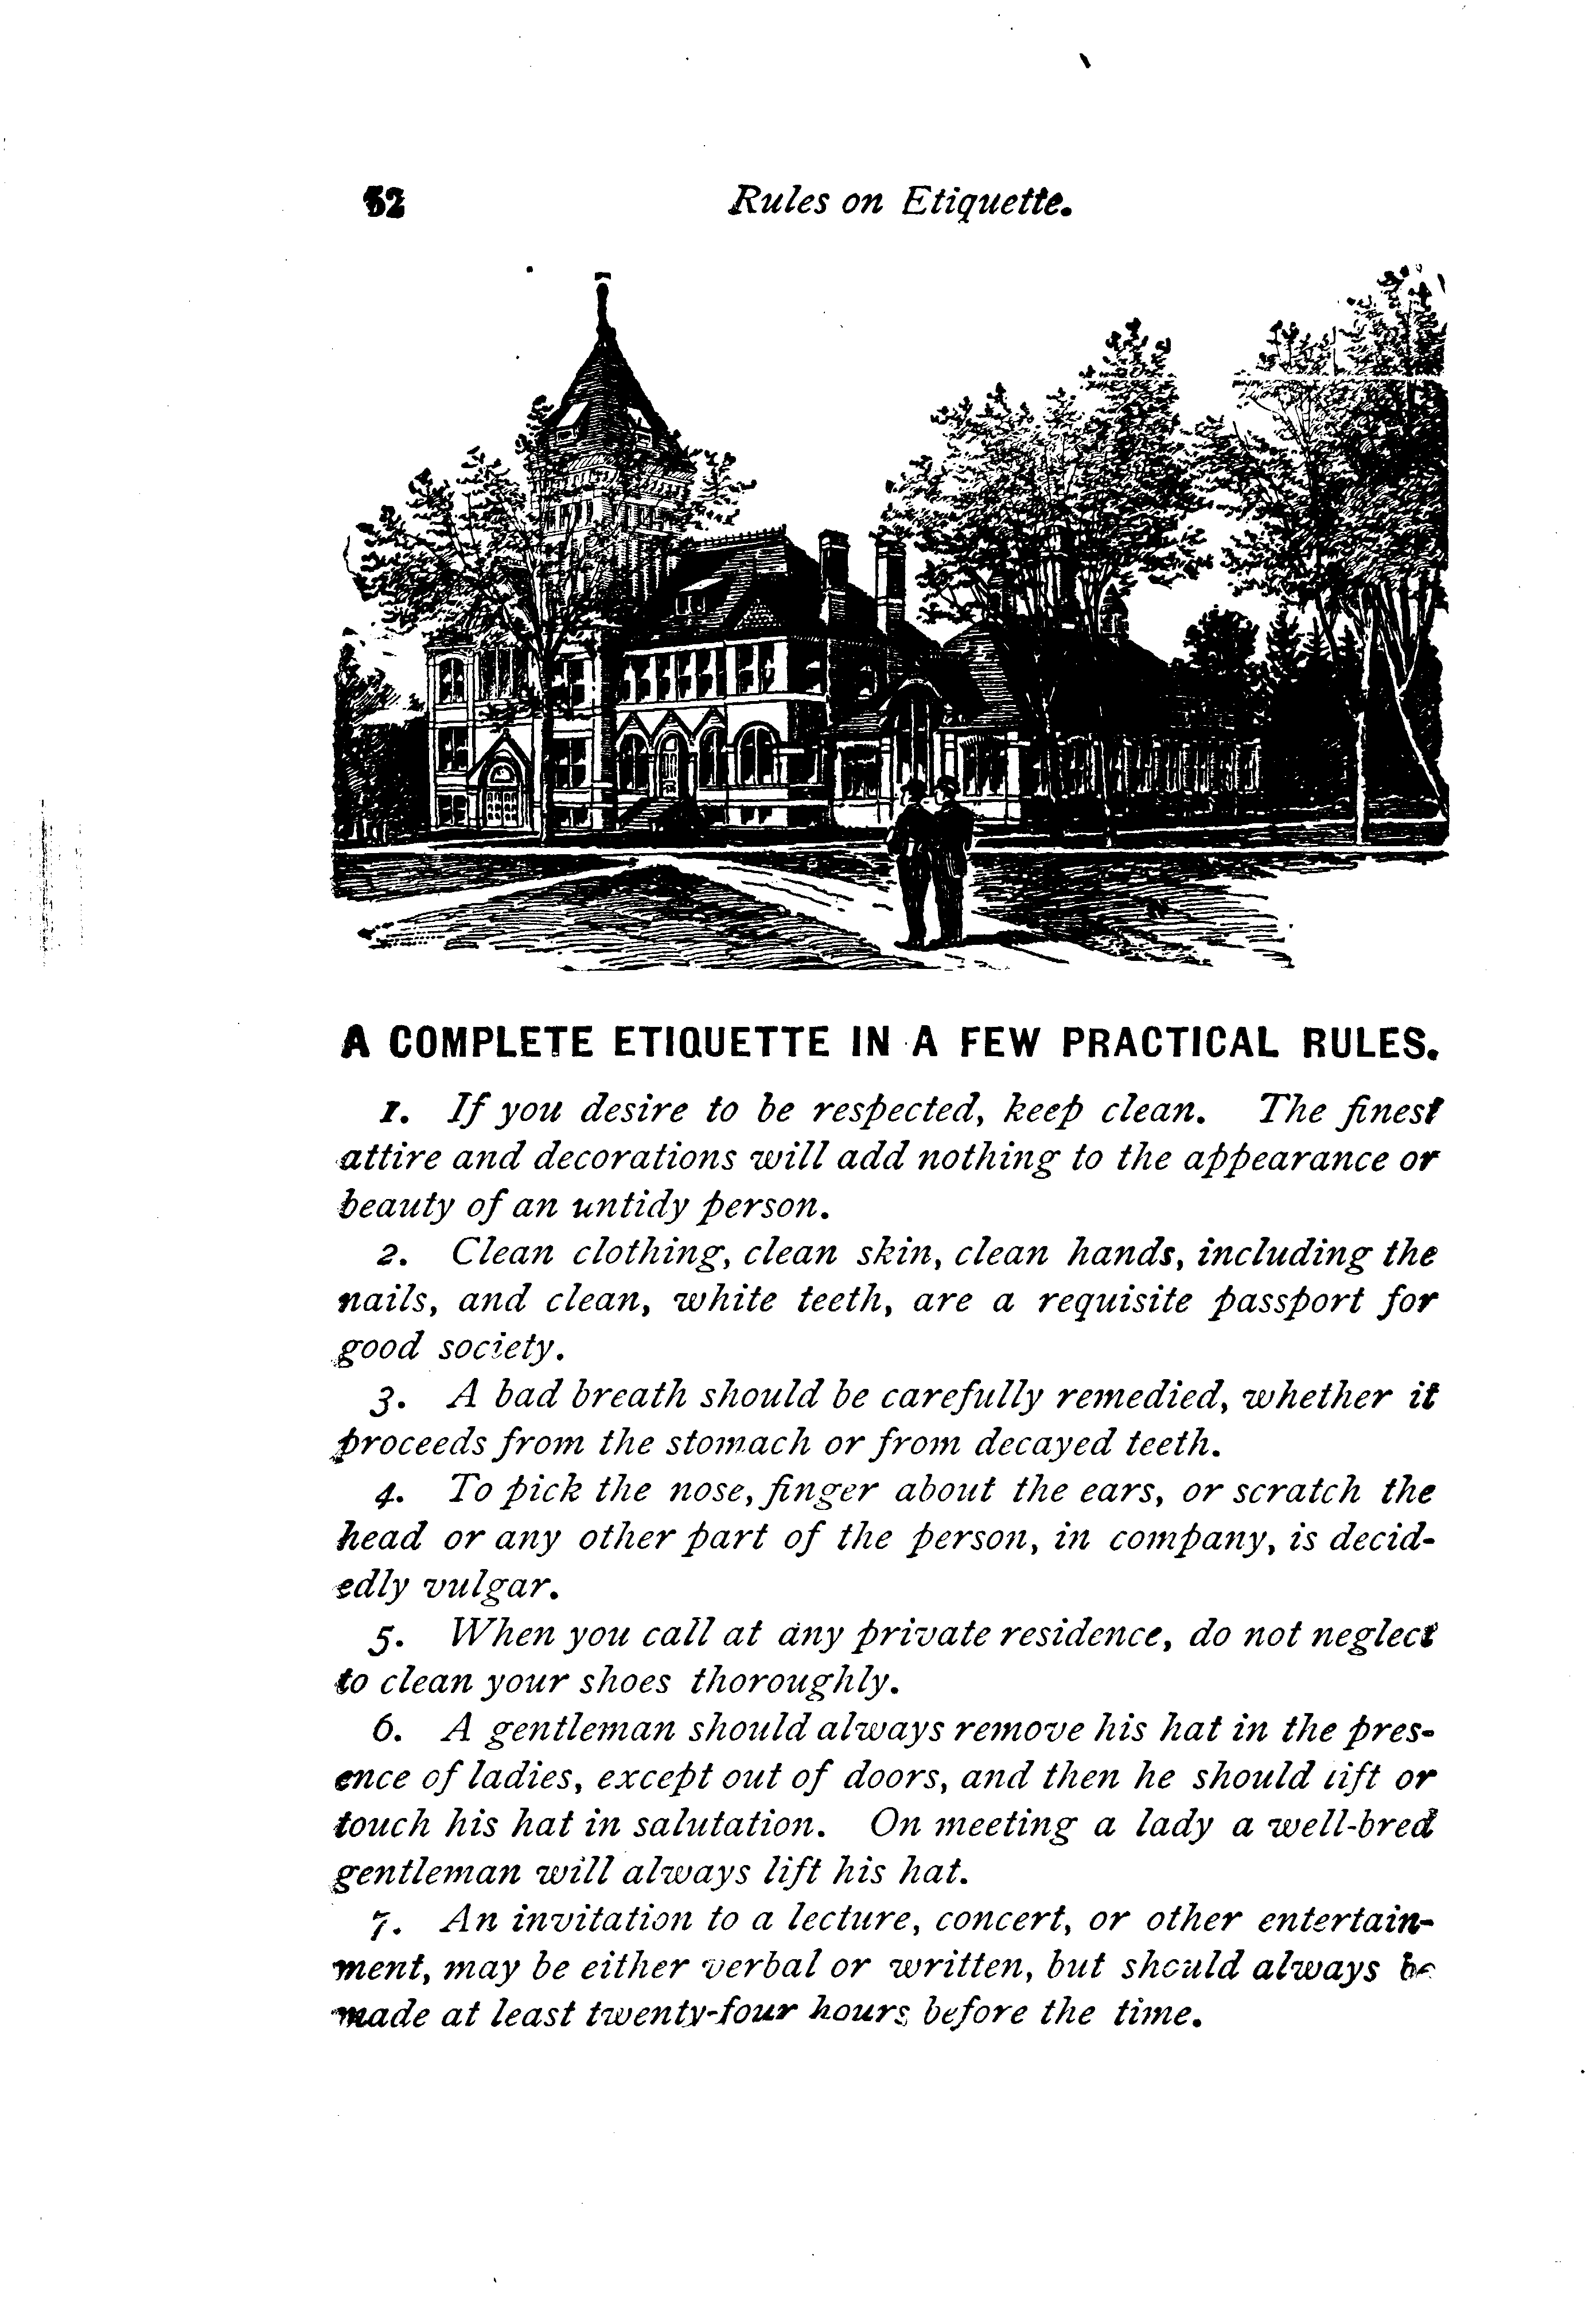 52
Rules on Etiquette.
A COMPLETE ETIQUETTE IN A FEW PRACTICAL RULES.
1. If you desire to be respected, keep clean. The finest
attire and decorations will add nothing to the appearance or
beauty of an untidy person.
2. Clean clothing, clean skin, clean hands, including the
nails, and clean, white teeth, are a requisite passport for
good society.
3. A bad breath should be carefully remedied, whether it
proceeds from the stomach or from decayed teeth.
4. To pick the nose, finger about the ears, or scratch the
head or any other part of the person, in company, is decid-
edly vulgar.
5. When you call at any private residence, do not neglect
to clean your shoes thoroughly.
6. A gentleman should always remove his hat in the pres-
ence of ladies, except out of doors, and then he should lift or
touch his hat in salutation. On meeting a lady a well-bred
gentleman will always lift his hat.
7. An invitation to a lecture, concert, or other entertain-
ment, may be either verbal or written, but should always be
made at least twenty-four hours before the time.